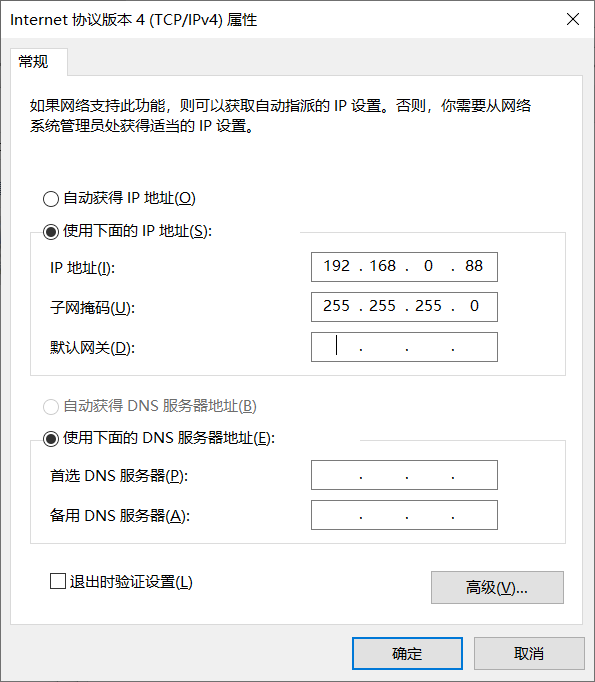 Internet 协议版本 4 (TCP/IPv4) 属性
常规
如果网络支持此功能，则可以获取自动指派的 IP 设置。否则，你需要从网络
系统管理员处获得适当的 IP 设置。
自动获得 IP 地址(O)
使用下面的 IP 地址(S):
IP 地址(I): 192 . 168 . 0 . 88
子网掩码(U): 255 . 255 . 255 . 0
默认网关(D): . . .
自动获得 DNS 服务器地址(B)
使用下面的 DNS 服务器地址(E):
首选 DNS 服务器(P): . . .
备用 DNS 服务器(A): . . .
退出时验证设置(L)
高级(V)...
确定 取消